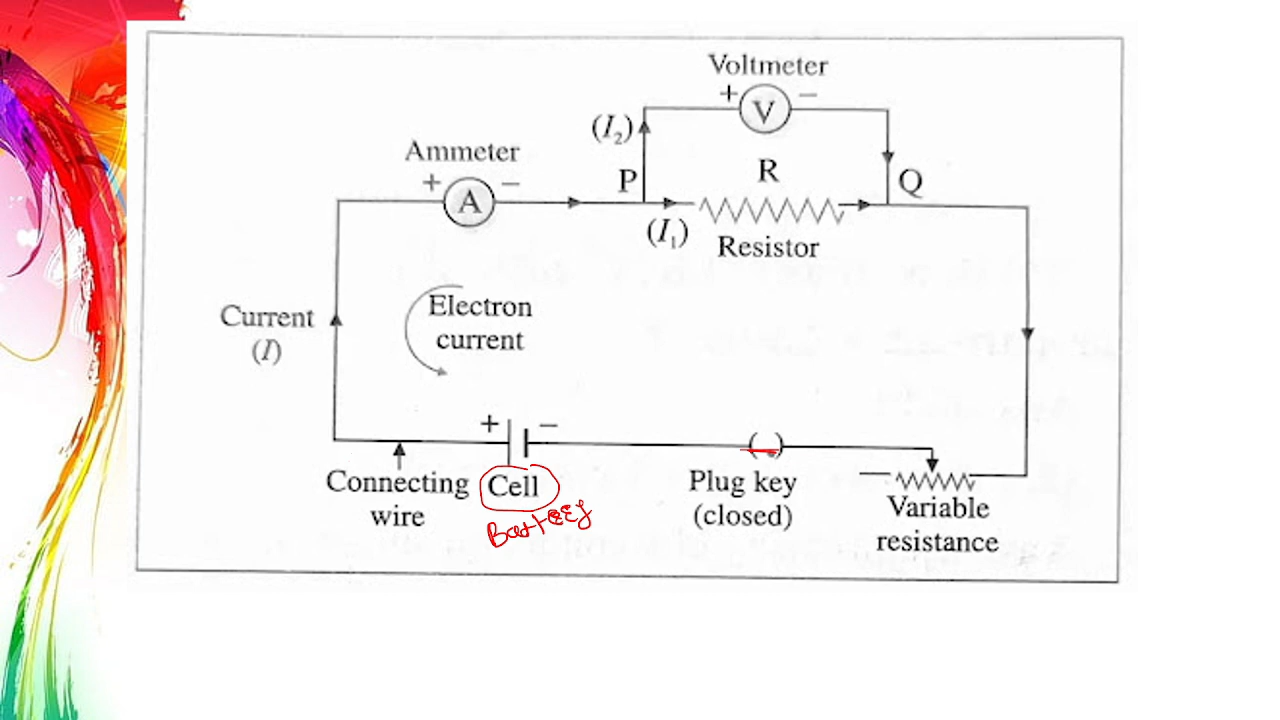 Voltmeter
+ V −
(I₂)
Ammeter
+ A −
P
R
Q
(I₁)
Resistor
Current
(I)
Electron
current
+ −
Connecting
wire
Cell
Battery
( )
Plug key
(closed)
Variable
resistance